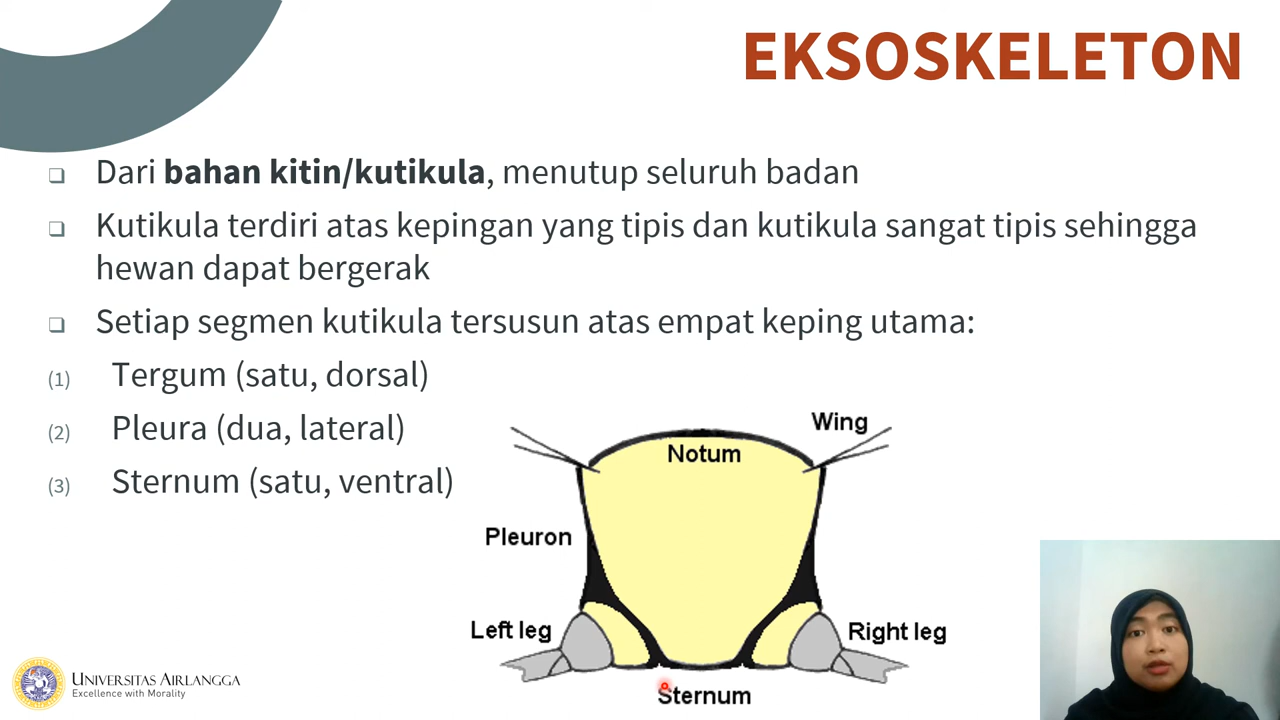 EKSOSKELETON
❑ Dari bahan kitin/kutikula, menutup seluruh badan
❑ Kutikula terdiri atas kepingan yang tipis dan kutikula sangat tipis sehingga
hewan dapat bergerak
❑ Setiap segmen kutikula tersusun atas empat keping utama:
(1) Tergum (satu, dorsal)
(2) Pleura (dua, lateral)
(3) Sternum (satu, ventral)
Wing
Notum
Pleuron
Left leg
Right leg
Sternum
UNIVERSITAS AIRLANGGA
Excellence with Morality